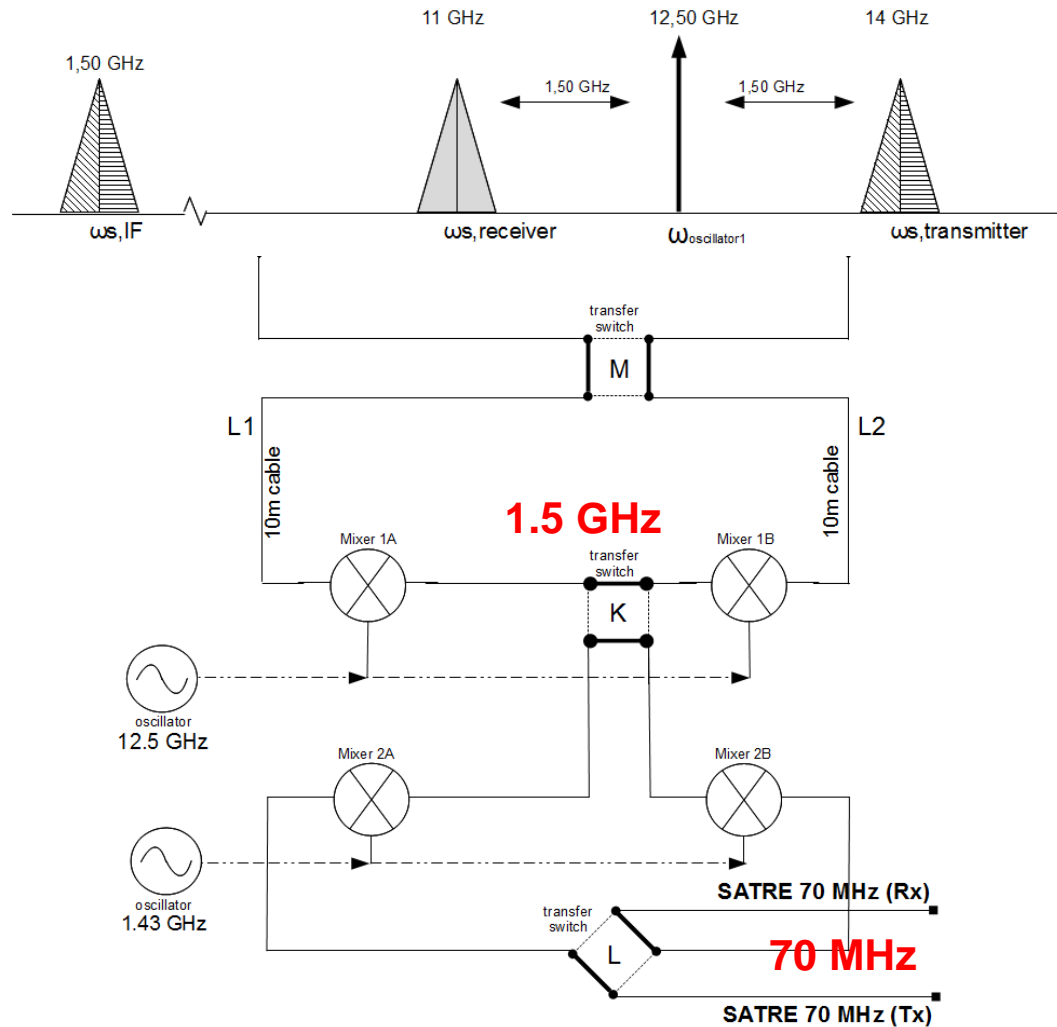 11 GHz
12,50 GHz
14 GHz
1,50 GHz
1,50 GHz
1,50 GHz
ωs,IF
ωs,receiver
ωoscillator1
ωs,transmitter
transfer
switch
M
L1
L2
10m cable
10m cable
1.5 GHz
Mixer 1A
transfer
switch
Mixer 1B
K
oscillator
12.5 GHz
Mixer 2A
Mixer 2B
oscillator
1.43 GHz
SATRE 70 MHz (Rx)
transfer
switch
L
70 MHz
SATRE 70 MHz (Tx)